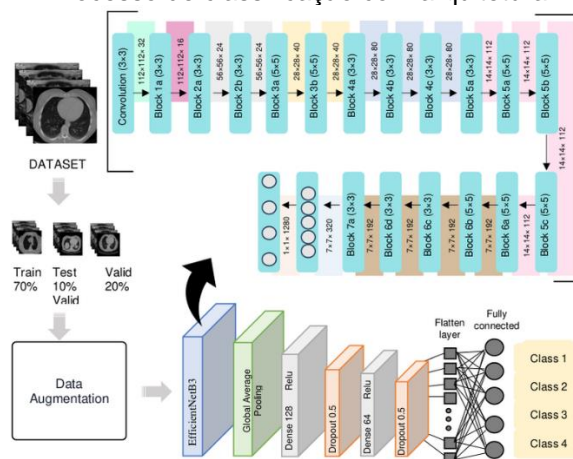 Convolution (3×3)
112×112× 32
Block 1a (3×3)
112×112× 16
Block 2a (3×3)
56×56× 24
Block 2b (3×3)
56×56× 24
Block 3a (5×5)
28×28× 40
Block 3b (5×5)
28×28× 40
Block 4a (3×3)
28×28× 80
Block 4b (3×3)
28×28× 80
Block 4c (3×3)
28×28× 80
Block 5a (3×3)
14×14× 112
Block 5a (5×5)
14×14× 112
Block 5b (5×5)
14×14× 112
DATASET
1×1× 1280
7×7× 320
Block 7a (3×3)
7×7× 192
Block 6d (3×3)
7×7× 192
Block 6c (3×3)
7×7× 192
Block 6b (5×5)
7×7× 192
Block 6a (5×5)
14×14× 112
Block 5c (5×5)
Train Test Valid
70% 10% 20%
Valid
Data
Augmentation
EfficientNetB3
Global Average
Pooling
Dense 128 Relu
Dropout 0.5
Dense 64 Relu
Dropout 0.5
Flatten
layer
Fully
connected
Class 1
Class 2
Class 3
Class 4